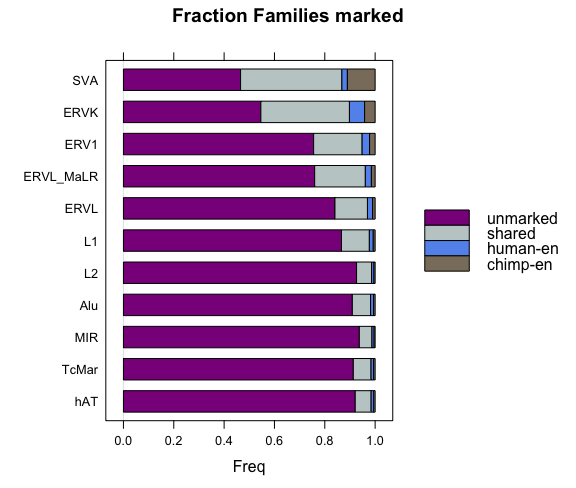 Fraction Families marked
SVA
ERVK
ERV1
ERVL_MaLR
ERVL
L1
L2
Alu
MIR
TcMar
hAT
0.0 0.2 0.4 0.6 0.8 1.0
Freq
unmarked
shared
human-en
chimp-en